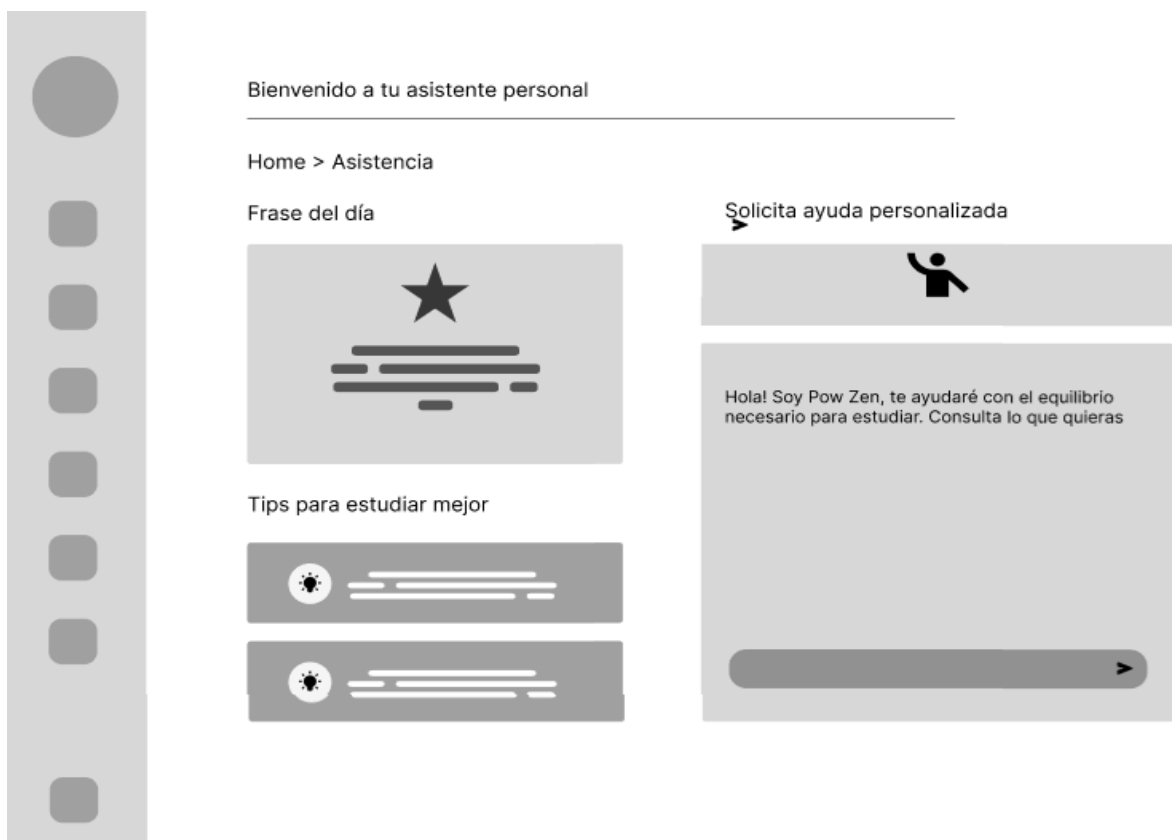 Bienvenido a tu asistente personal
Home > Asistencia
Frase del día
Solicita ayuda personalizada
Hola! Soy Pow Zen, te ayudaré con el equilibrio
necesario para estudiar. Consulta lo que quieras
Tips para estudiar mejor